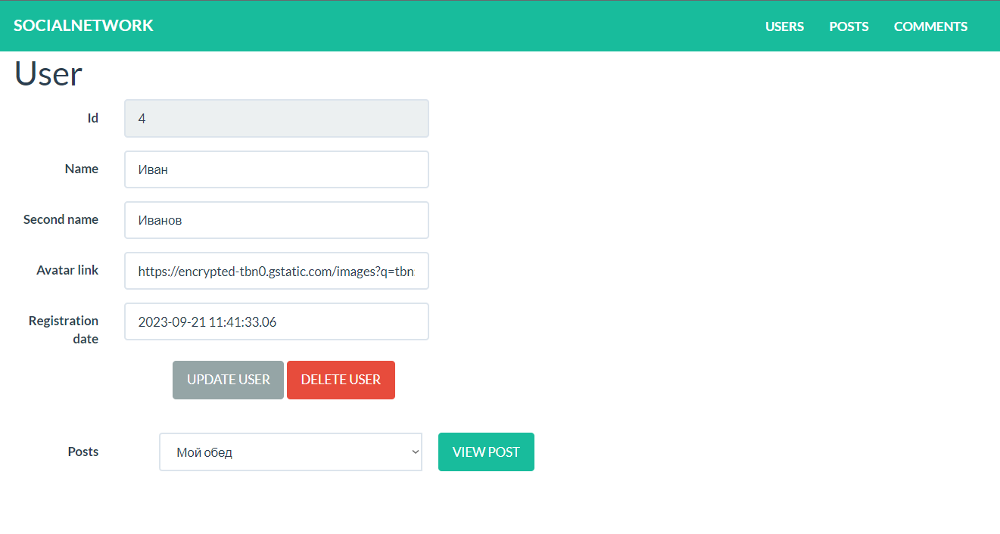 SOCIALNETWORK
USERS POSTS COMMENTS
User
Id 4
Name Иван
Second name Иванов
Avatar link https://encrypted-tbn0.gstatic.com/images?q=tbn:
Registration date 2023-09-21 11:41:33.06
UPDATE USER DELETE USER
Posts Мой обед VIEW POST